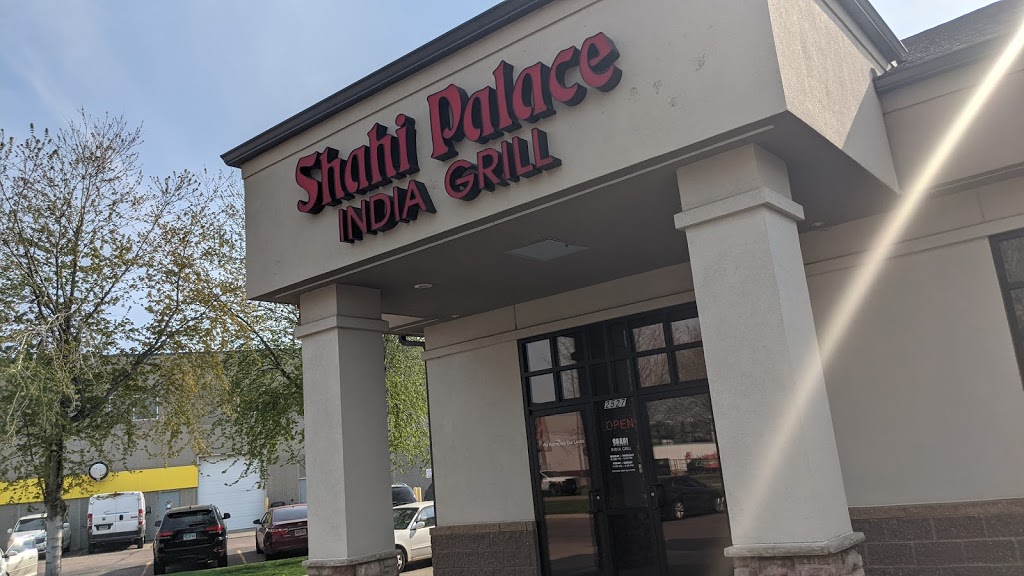 Shahi Palace
INDIA GRILL
2527
OPEN
SHAHI
INDIA GRILL